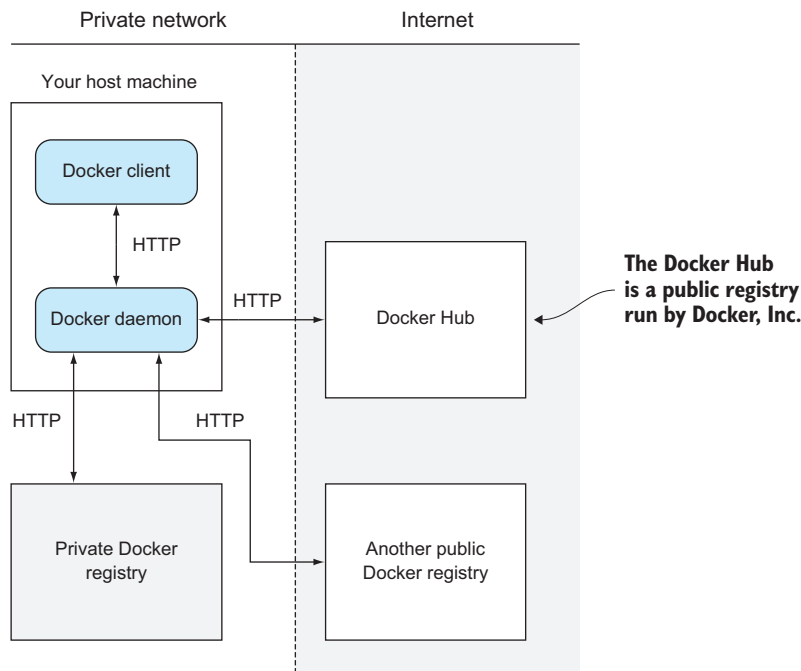 Private network
Internet
Your host machine
Docker client
HTTP
Docker daemon
HTTP
Docker Hub
The Docker Hub
is a public registry
run by Docker, Inc.
HTTP
HTTP
Private Docker
registry
Another public
Docker registry